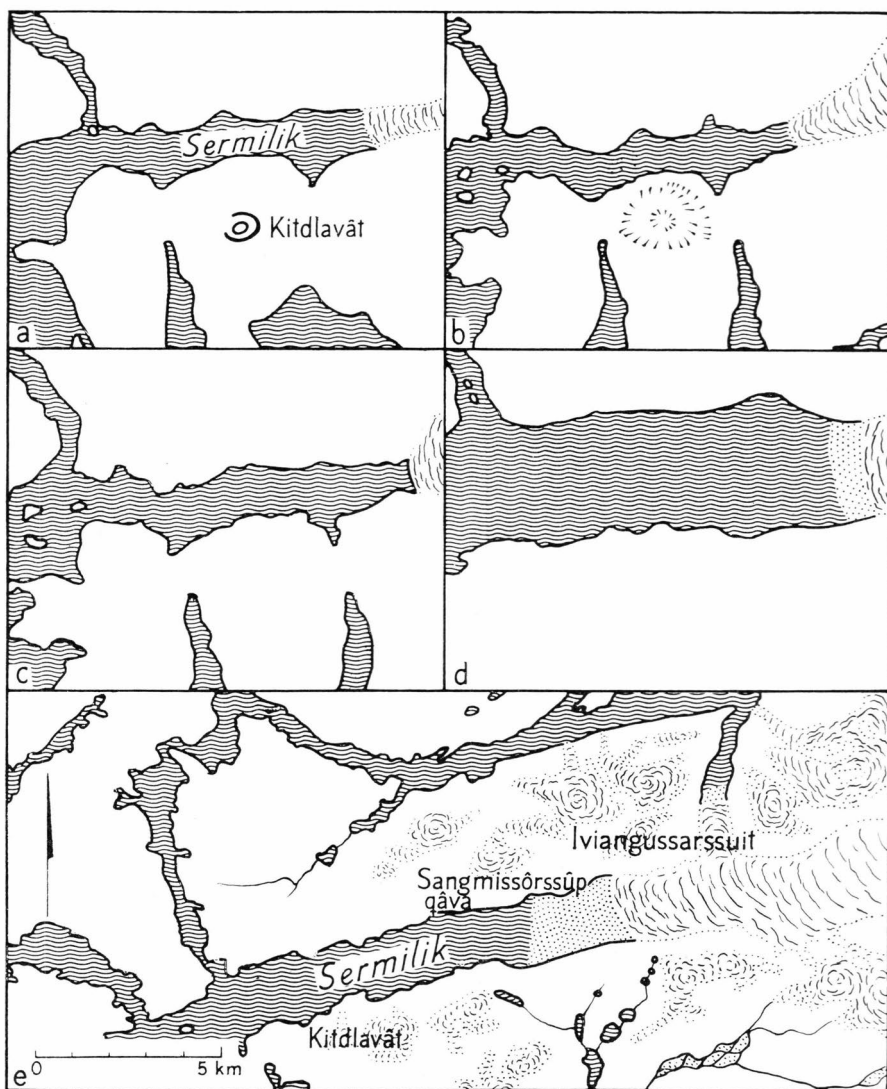 Sermilik
Kitdlavât
a
b
c
d
Iviangussarssuit
Sangmissôrssûp
qâva
Sermilik
Kitdlavât
0 5 km
e